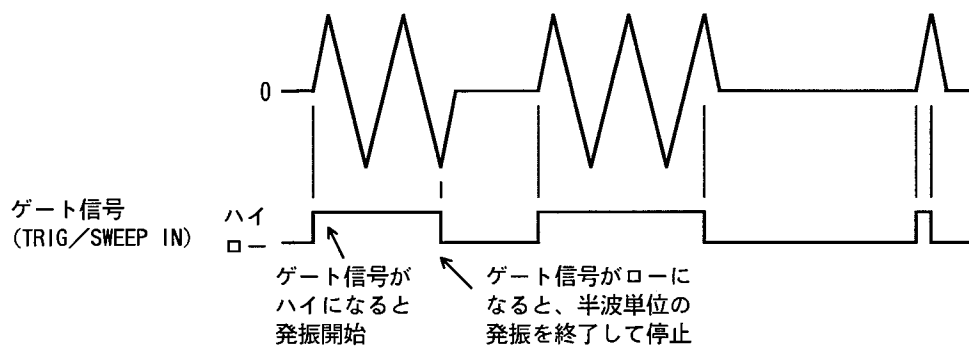 0
ゲート信号
(TRIG／SWEEP IN)
ハイ
ロー
ゲート信号が
ハイになると
発振開始
ゲート信号がローに
なると、半波単位の
発振を終了して停止